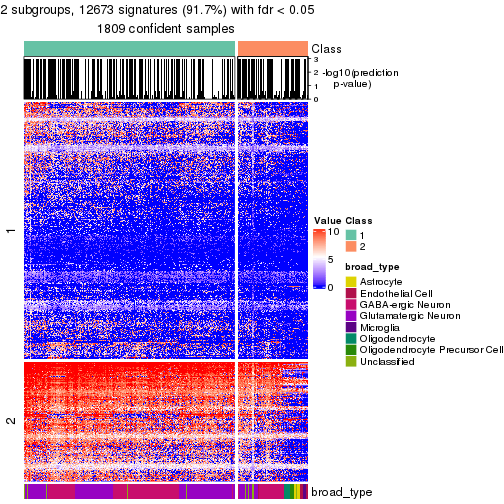 2 subgroups, 12673 signatures (91.7%) with fdr < 0.05
1809 confident samples
Class
3
2
1
0
-log10(prediction
p-value)
1
2
Value
10
5
0
Class
1
2
broad_type
Astrocyte
Endothelial Cell
GABA-ergic Neuron
Glutamatergic Neuron
Microglia
Oligodendrocyte
Oligodendrocyte Precursor Cell
Unclassified
broad_type